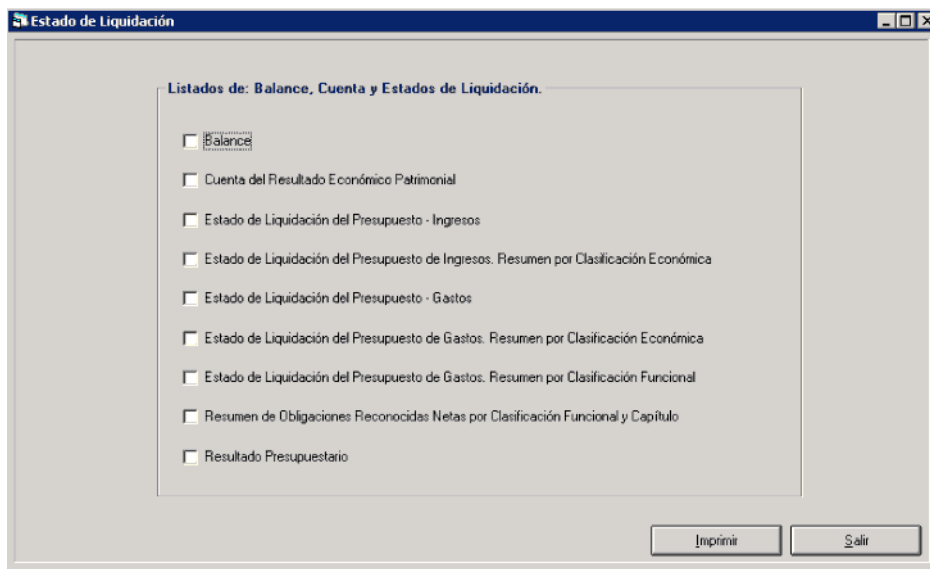 Estado de Liquidación
Listados de: Balance, Cuenta y Estados de Liquidación.
Balance
Cuenta del Resultado Económico Patrimonial
Estado de Liquidación del Presupuesto - Ingresos
Estado de Liquidación del Presupuesto de Ingresos. Resumen por Clasificación Económica
Estado de Liquidación del Presupuesto - Gastos
Estado de Liquidación del Presupuesto de Gastos. Resumen por Clasificación Económica
Estado de Liquidación del Presupuesto de Gastos. Resumen por Clasificación Funcional
Resumen de Obligaciones Reconocidas Netas por Clasificación Funcional y Capítulo
Resultado Presupuestario
Imprimir
Salir